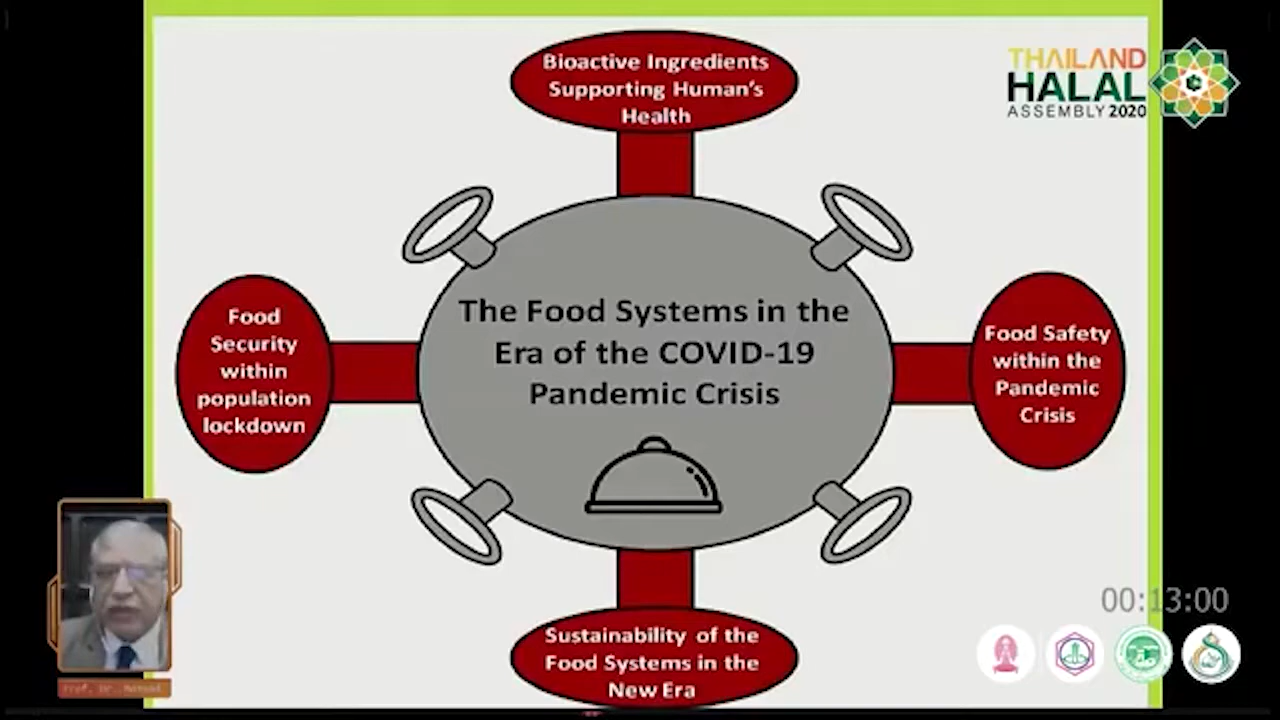 Bioactive Ingredients
Supporting Human's
Health
THAILAND
HALAL
ASSEMBLY 2020
The Food Systems in the
Era of the COVID-19
Pandemic Crisis
Food
Security
within
population
lockdown
Food Safety
within the
Pandemic
Crisis
Sustainability of the
Food Systems in the
New Era
00:13:00
Prof. Dr.